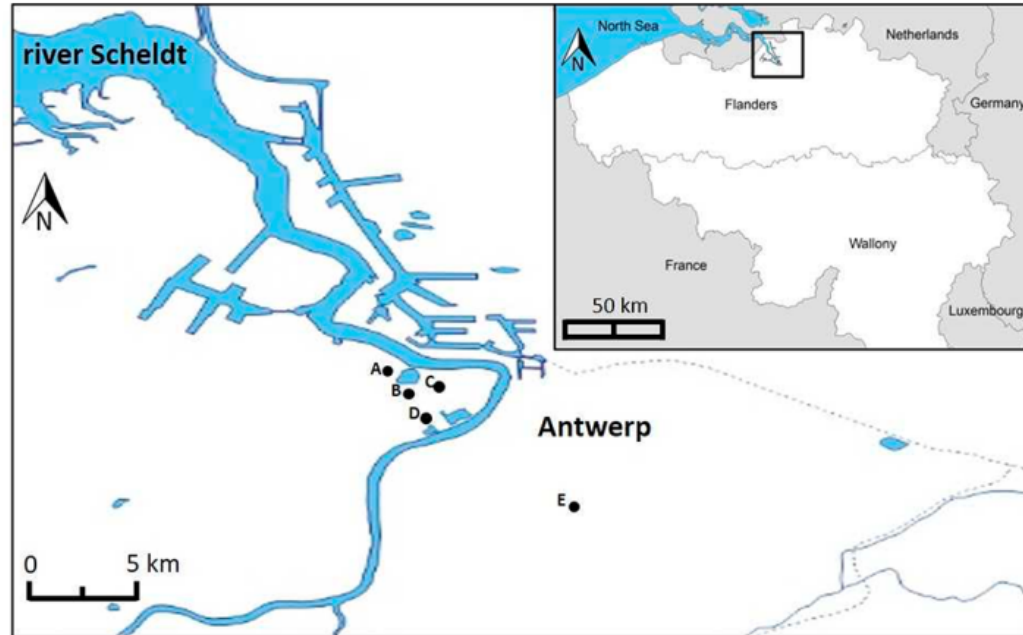 river Scheldt
N
A
B
C
D
Antwerp
E
0 5 km
North Sea
N
Netherlands
Flanders
Germany
Wallony
France
50 km
Luxembourg